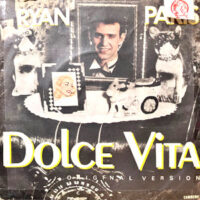 RYAN PARIS
DOLCE VITA
ORIGINAL VERSION